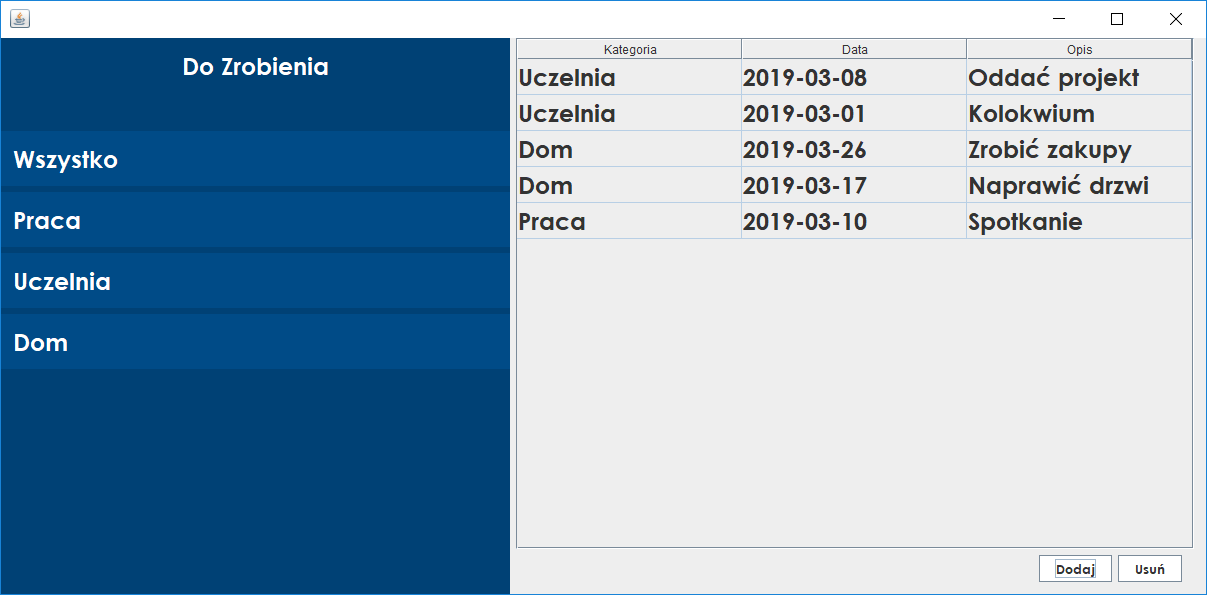 Do Zrobienia
Wszystko
Praca
Uczelnia
Dom
Kategoria Data Opis
Uczelnia 2019-03-08 Oddać projekt
Uczelnia 2019-03-01 Kolokwium
Dom 2019-03-26 Zrobić zakupy
Dom 2019-03-17 Naprawić drzwi
Praca 2019-03-10 Spotkanie
Dodaj Usuń